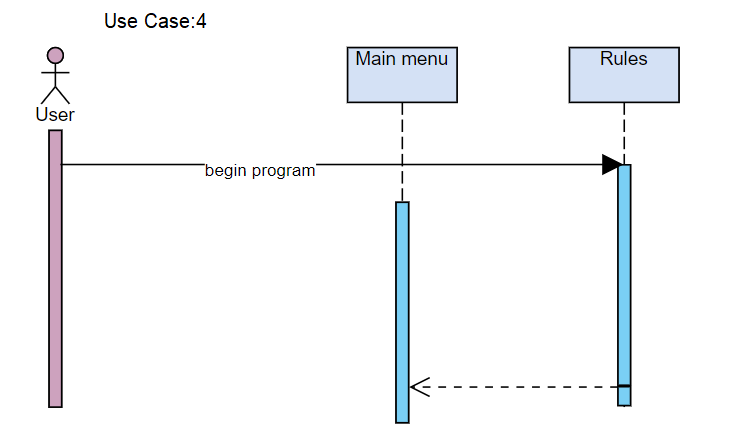 Use Case:4
Main menu
Rules
User
begin program